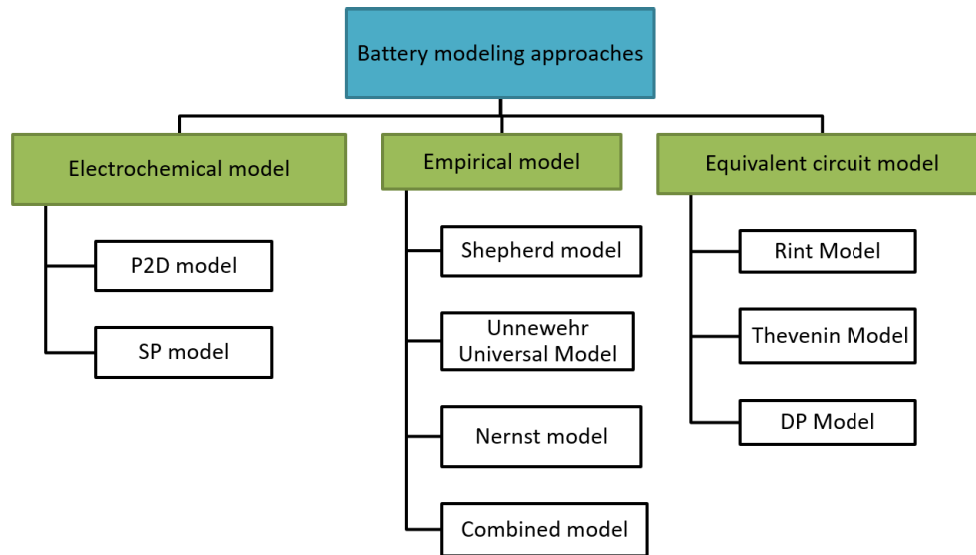 Battery modeling approaches
Electrochemical model
P2D model
SP model
Empirical model
Shepherd model
Unnewehr
Universal Model
Nernst model
Combined model
Equivalent circuit model
Rint Model
Thevenin Model
DP Model